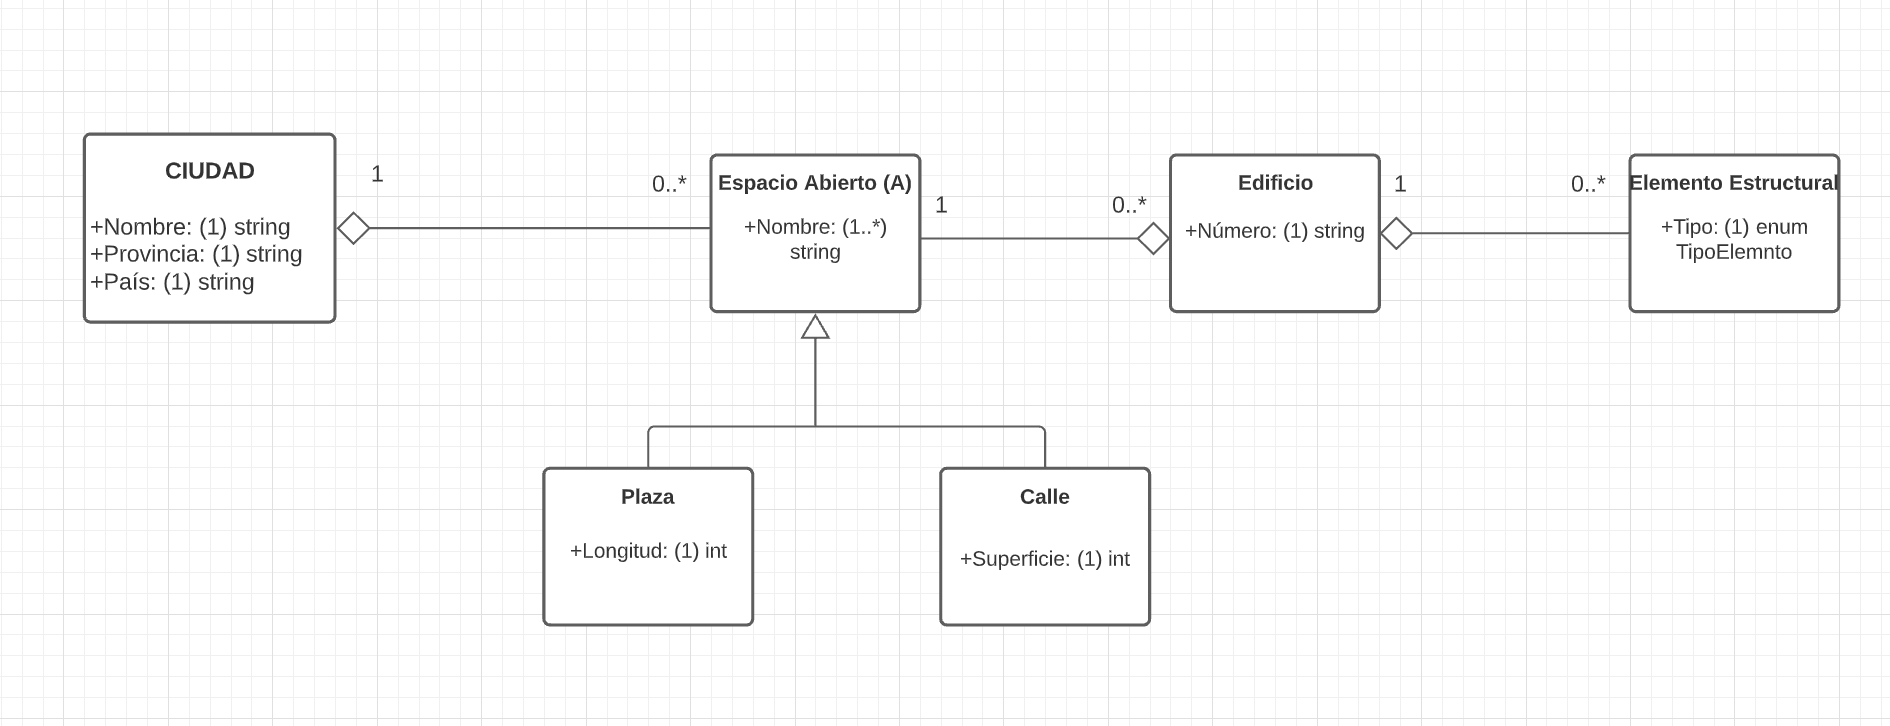 CIUDAD
+Nombre: (1) string
+Provincia: (1) string
+País: (1) string
1
0..*
Espacio Abierto (A)
+Nombre: (1..*)
string
1
0..*
Edificio
+Número: (1) string
1
0..*
Elemento Estructural
+Tipo: (1) enum
TipoElemnto
Plaza
+Longitud: (1) int
Calle
+Superficie: (1) int